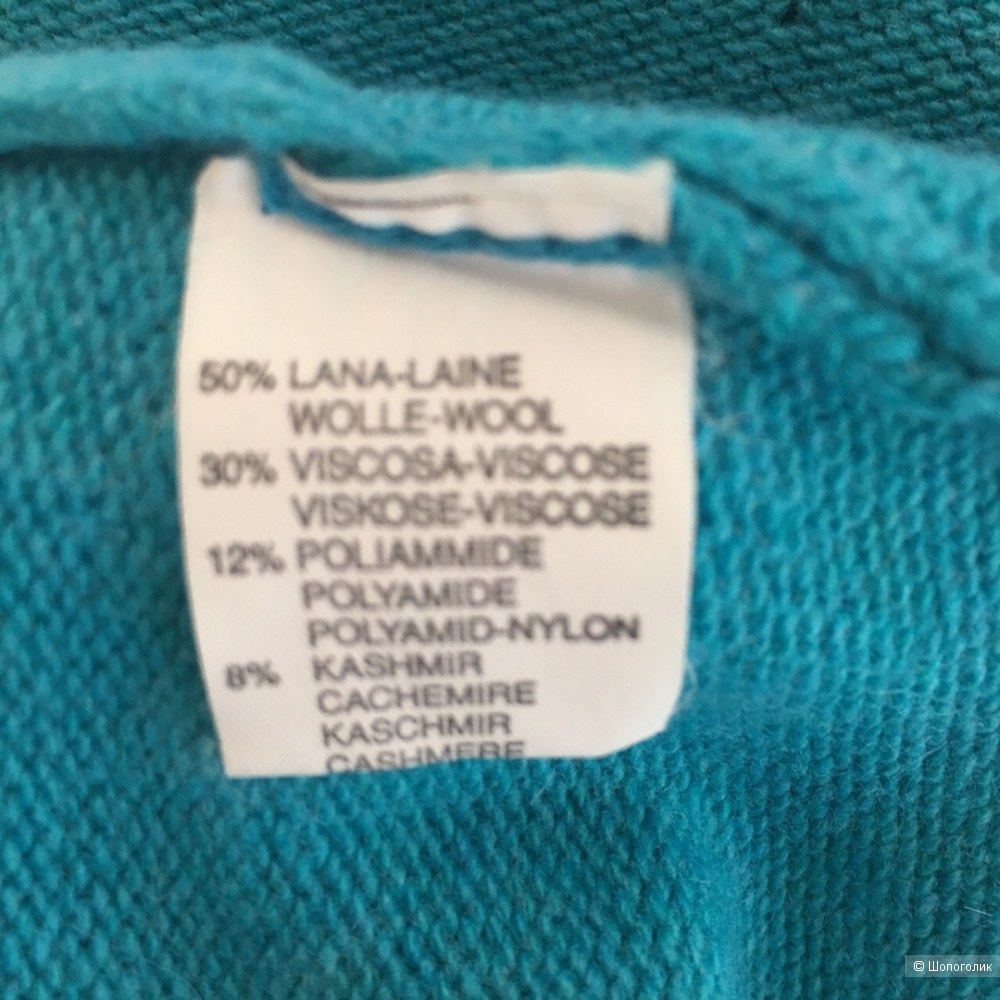 50% LANA-LAINE
WOLLE-WOOL
30% VISCOSA-VISCOSE
VISKOSE-VISCOSE
12% POLIAMMIDE
POLYAMIDE
POLYAMID-NYLON
8% KASHMIR
CACHEMIRE
KASCHMIR
CASHMERE
© Шопоголик